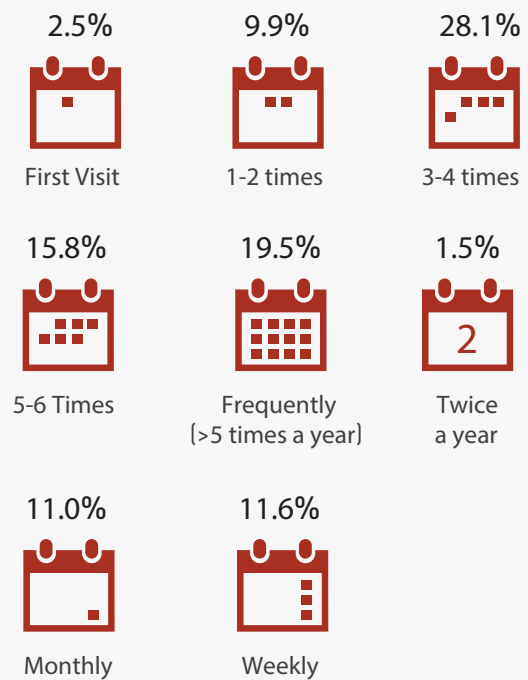 2.5% 9.9% 28.1%
First Visit 1-2 times 3-4 times
15.8% 19.5% 1.5%
2
5-6 Times Frequently Twice
(>5 times a year) a year
11.0% 11.6%
Monthly Weekly